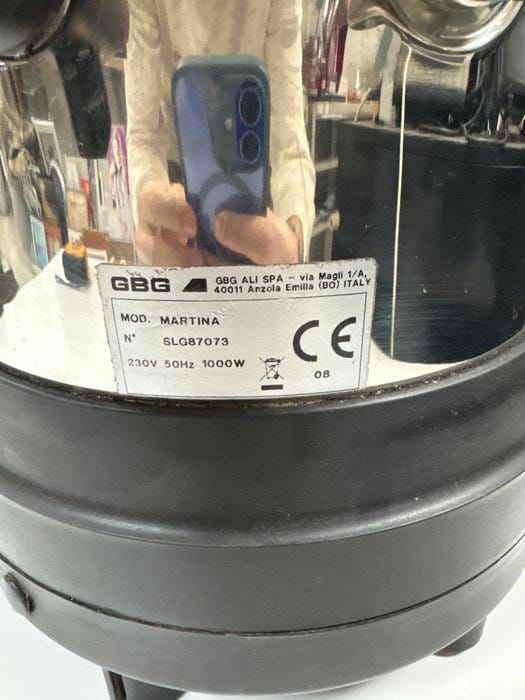 GBG GBG ALI SPA - via Magli 1/A,
40011 Anzola Emilia (BO) ITALY
MOD. MARTINA
N° SLG87073
230V 50Hz 1000W
CE
08